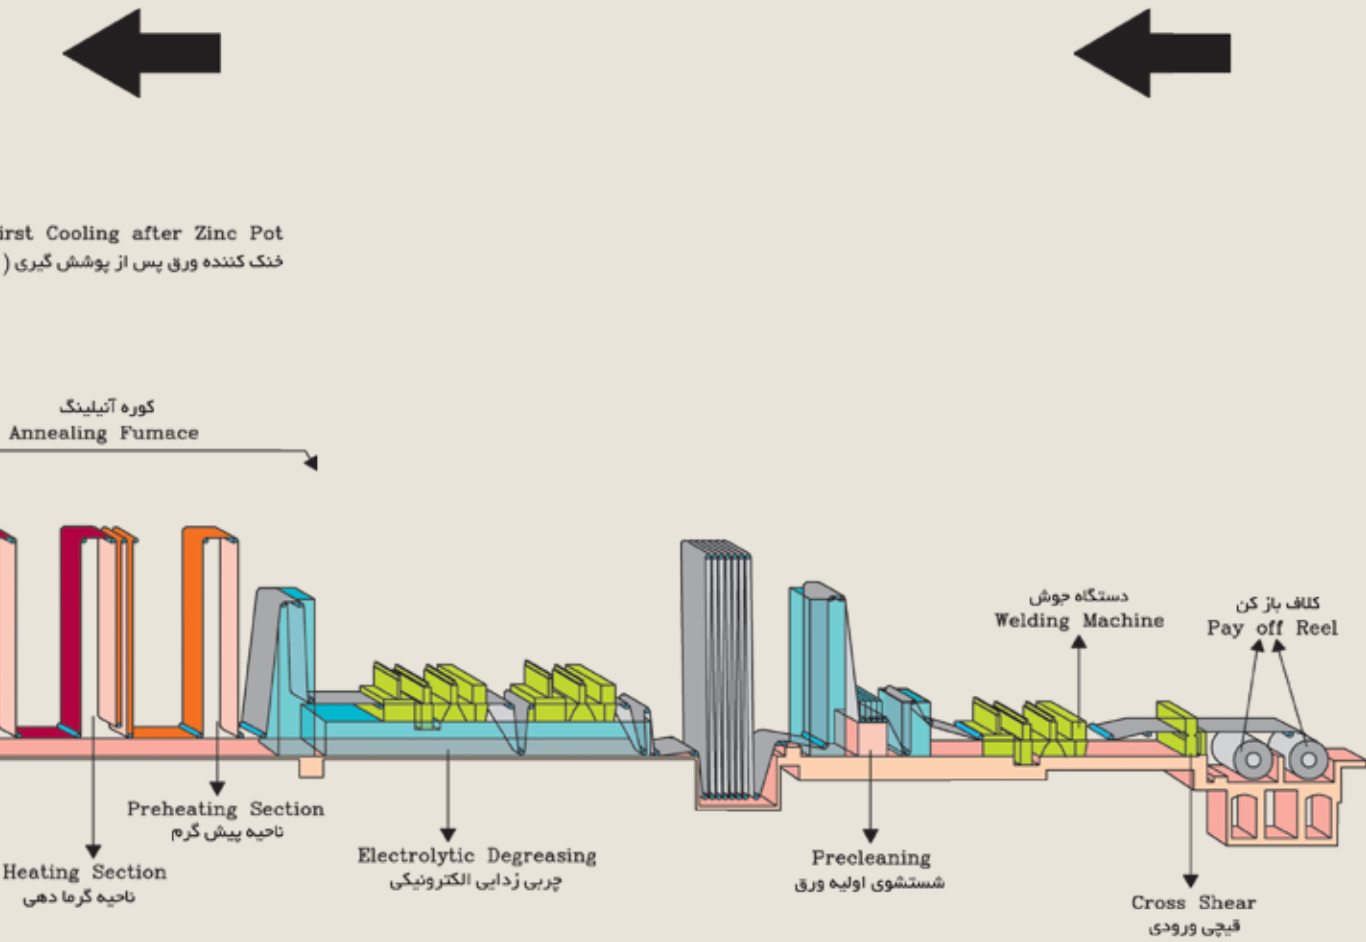 irst Cooling after Zinc Pot
خنک کننده ورق پس از پوشش گیری (
کوره آنیلینگ
Annealing Furnace
دستگاه جوش
Welding Machine
کلاف باز کن
Pay off Reel
Preheating Section
ناحیه پیش گرم
Heating Section
ناحیه گرما دهی
Electrolytic Degreasing
چربی زدایی الکترونیکی
Precleaning
شستشوی اولیه ورق
Cross Shear
قیچی ورودی